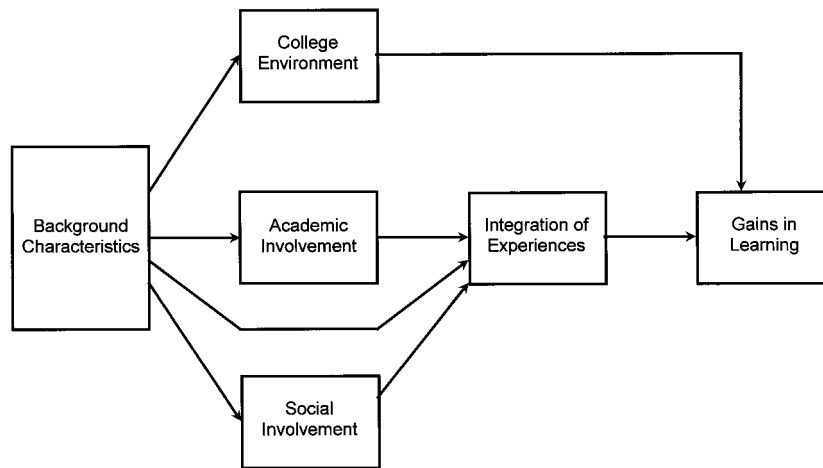 College
Environment
Background
Characteristics
Academic
Involvement
Integration of
Experiences
Gains in
Learning
Social
Involvement